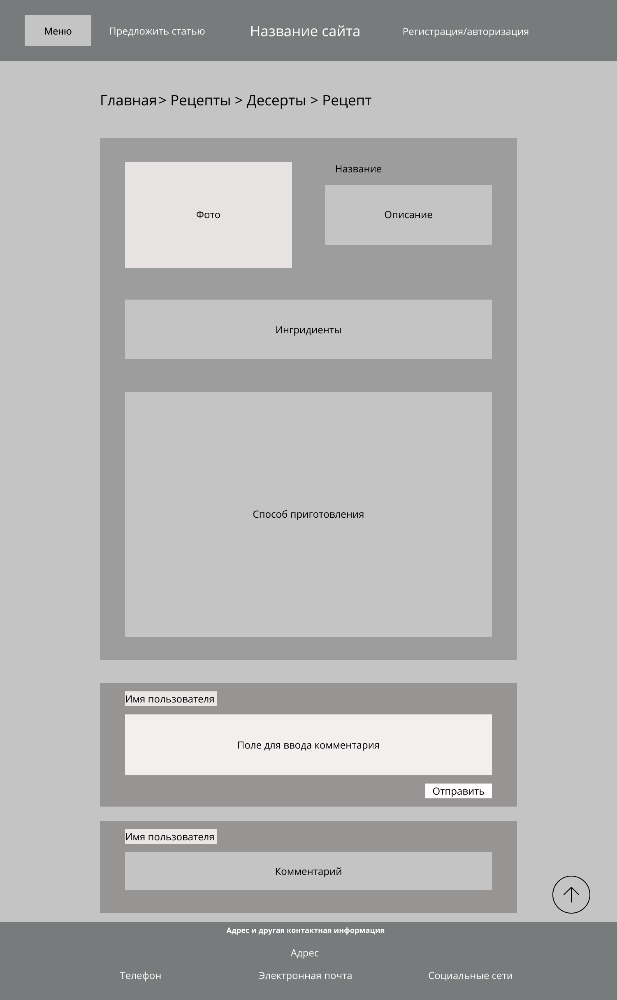 Меню
Предложить статью
Название сайта
Регистрация/авторизация
Главная > Рецепты > Десерты > Рецепт
Фото
Название
Описание
Ингридиенты
Способ приготовления
Имя пользователя
Поле для ввода комментария
Отправить
Имя пользователя
Комментарий
Адрес и другая контактная информация
Адрес
Телефон
Электронная почта
Социальные сети